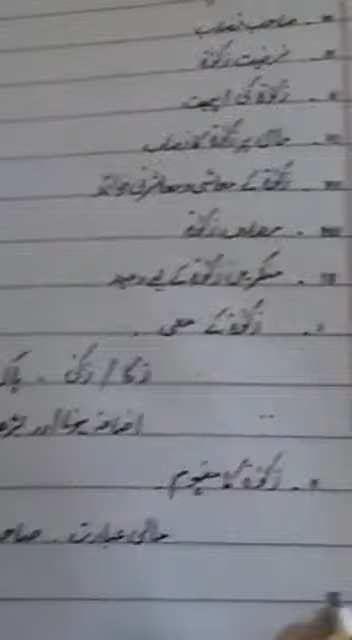 صاحب نصاب
فرضیت زکوٰۃ
زکوٰۃ کی اہمیت
مال پر زکوٰۃ کا نصاب
زکوٰۃ کے معاشی و معاشرتی فوائد
مصارف زکوٰۃ
منکرین زکوٰۃ کے لیے وعید
زکوٰۃ کے معنی
زکا / زکی ۔ پاک
اضافہ ہونا اور
زکوٰۃ کا مفہوم
مالی عبادت ۔